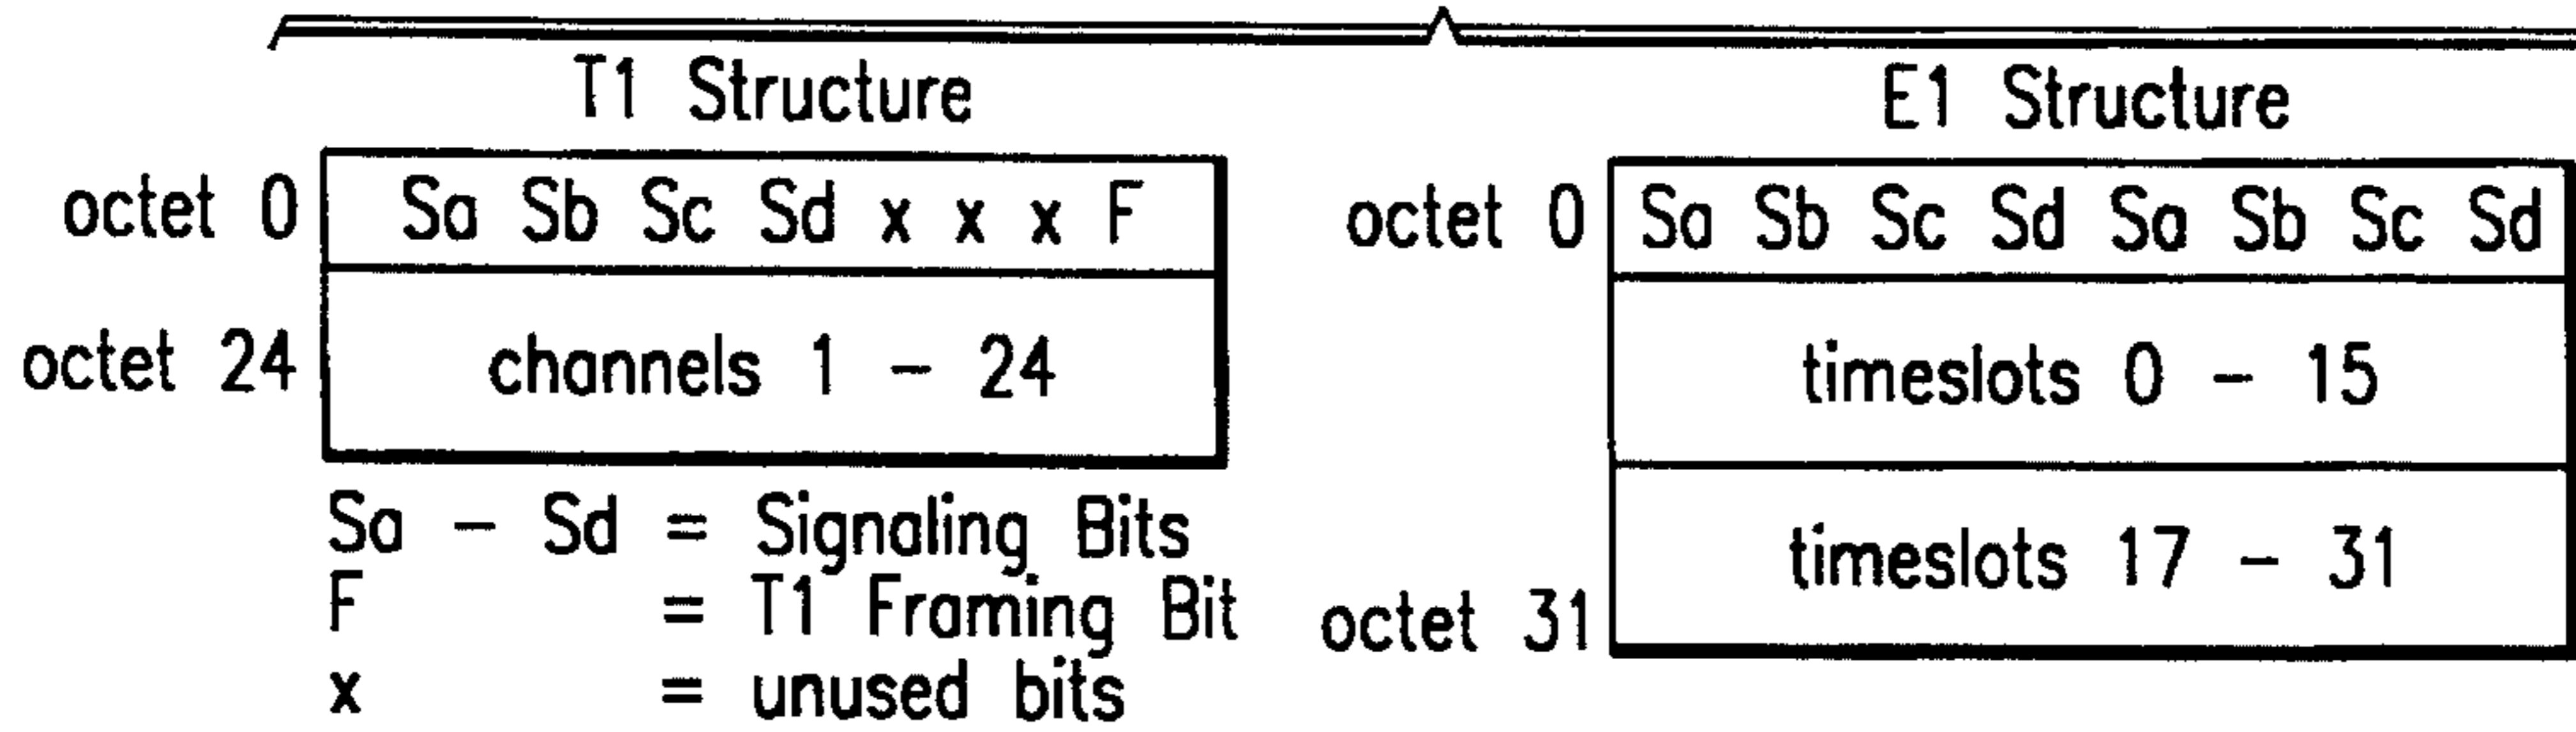 T1 Structure
octet 0 Sa Sb Sc Sd x x x F
octet 24 channels 1 - 24
Sa - Sd = Signaling Bits
F = T1 Framing Bit
x = unused bits
E1 Structure
octet 0 Sa Sb Sc Sd Sa Sb Sc Sd
timeslots 0 - 15
timeslots 17 - 31
octet 31